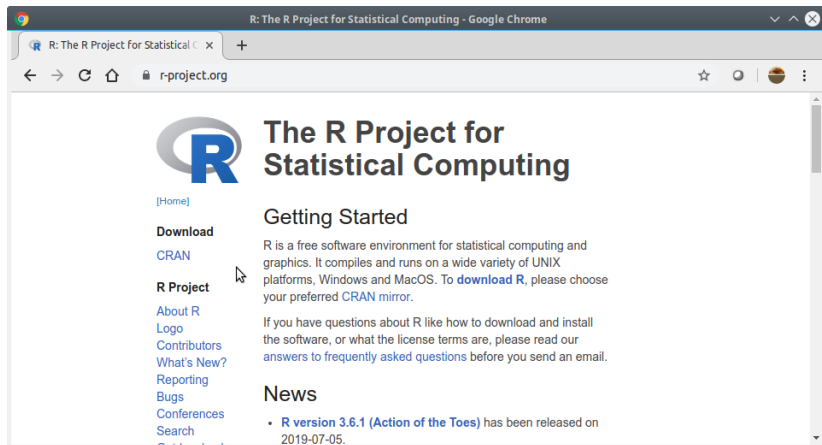 R: The R Project for Statistical Computing - Google Chrome
R: The R Project for Statistical C
r-project.org
R
The R Project for
Statistical Computing
[Home]
Download
CRAN
R Project
About R
Logo
Contributors
What's New?
Reporting
Bugs
Conferences
Search
Getting Started
R is a free software environment for statistical computing and
graphics. It compiles and runs on a wide variety of UNIX
platforms, Windows and MacOS. To download R, please choose
your preferred CRAN mirror.
If you have questions about R like how to download and install
the software, or what the license terms are, please read our
answers to frequently asked questions before you send an email.
News
• R version 3.6.1 (Action of the Toes) has been released on
2019-07-05.